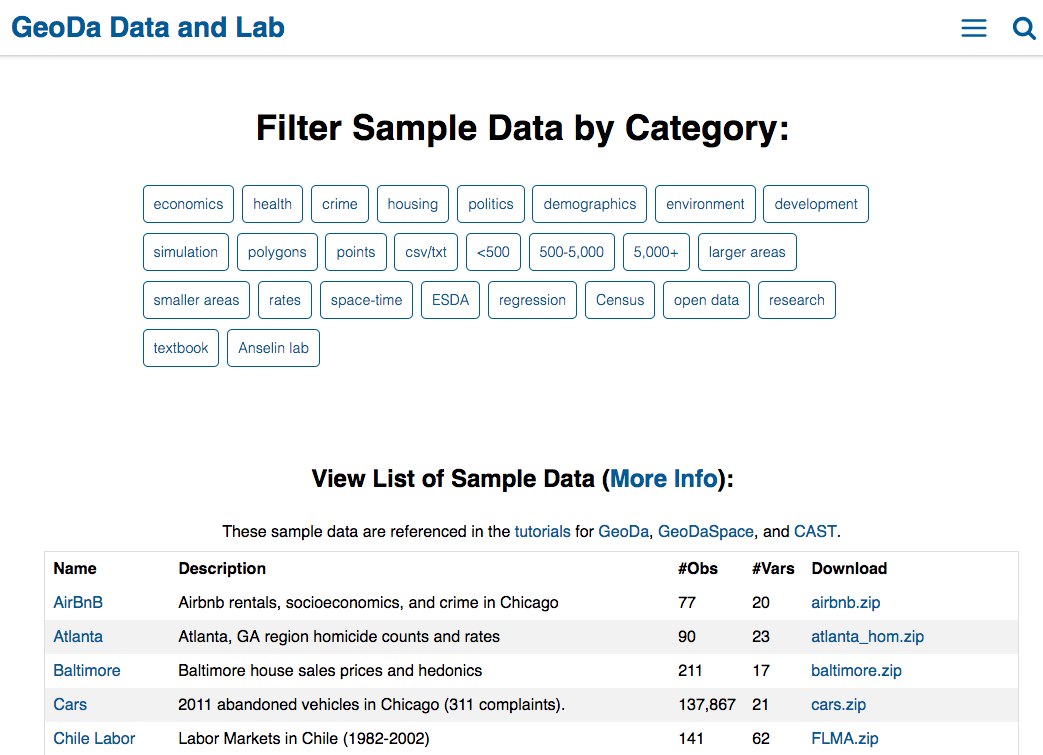 GeoDa Data and Lab
Filter Sample Data by Category:
economics health crime housing politics demographics environment development
simulation polygons points csv/txt <500 500-5,000 5,000+ larger areas
smaller areas rates space-time ESDA regression Census open data research
textbook Anselin lab
View List of Sample Data (More Info):
These sample data are referenced in the tutorials for GeoDa, GeoDaSpace, and CAST.
Name Description #Obs #Vars Download
AirBnB Airbnb rentals, socioeconomics, and crime in Chicago 77 20 airbnb.zip
Atlanta Atlanta, GA region homicide counts and rates 90 23 atlanta_hom.zip
Baltimore Baltimore house sales prices and hedonics 211 17 baltimore.zip
Cars 2011 abandoned vehicles in Chicago (311 complaints). 137,867 21 cars.zip
Chile Labor Labor Markets in Chile (1982-2002) 141 62 FLMA.zip